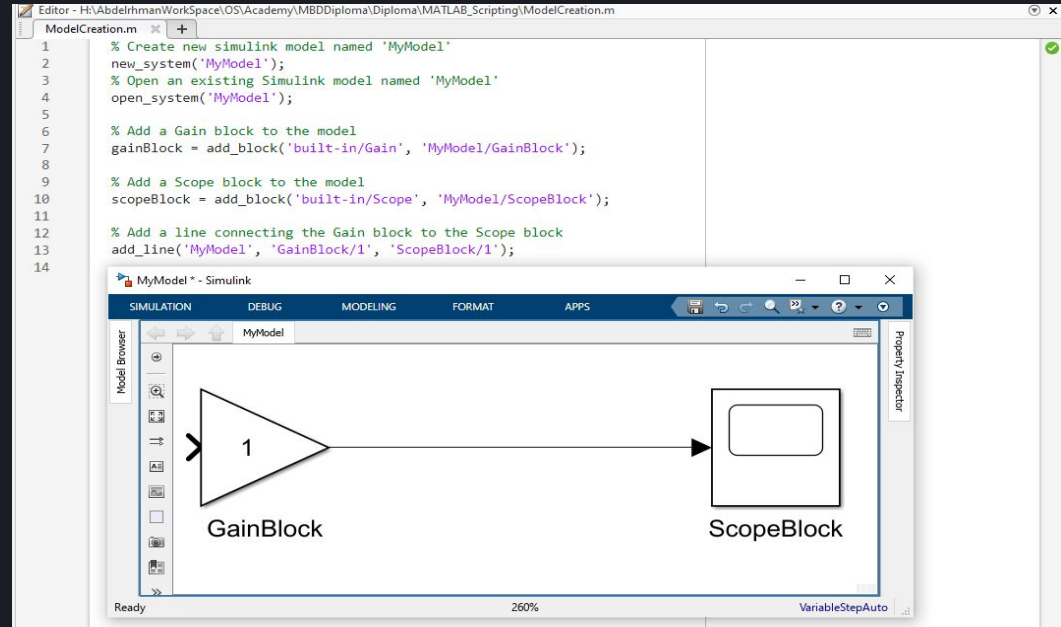 Editor - H:\AbdelrhmanWorkSpace\OS\Academy\MBDDiploma\Diploma\MATLAB_Scripting\ModelCreation.m
ModelCreation.m
1 % Create new simulink model named 'MyModel'
2 new_system('MyModel');
3 % Open an existing Simulink model named 'MyModel'
4 open_system('MyModel');
5
6 % Add a Gain block to the model
7 gainBlock = add_block('built-in/Gain', 'MyModel/GainBlock');
8
9 % Add a Scope block to the model
10 scopeBlock = add_block('built-in/Scope', 'MyModel/ScopeBlock');
11
12 % Add a line connecting the Gain block to the Scope block
13 add_line('MyModel', 'GainBlock/1', 'ScopeBlock/1');
14
MyModel * - Simulink
SIMULATION DEBUG MODELING FORMAT APPS
Model Browser
MyModel
Property Inspector
1
GainBlock
ScopeBlock
Ready 260% VariableStepAuto